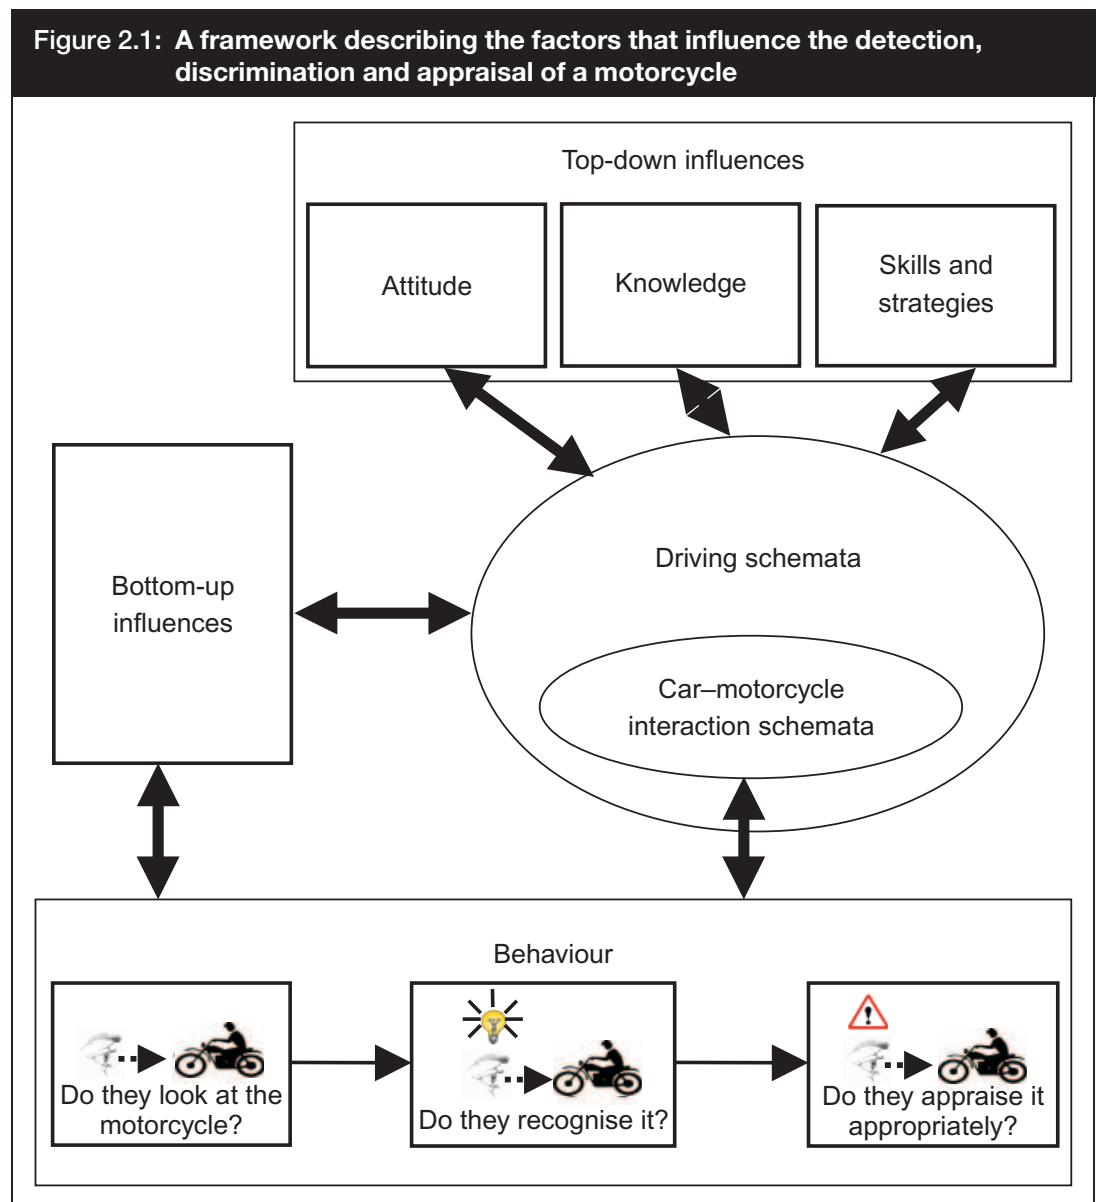 Figure 2.1: A framework describing the factors that influence the detection,
discrimination and appraisal of a motorcycle
Top-down influences
Attitude
Knowledge
Skills and
strategies
Bottom-up
influences
Driving schemata
Car–motorcycle
interaction schemata
Behaviour
Do they look at the
motorcycle?
Do they recognise it?
Do they appraise it
appropriately?